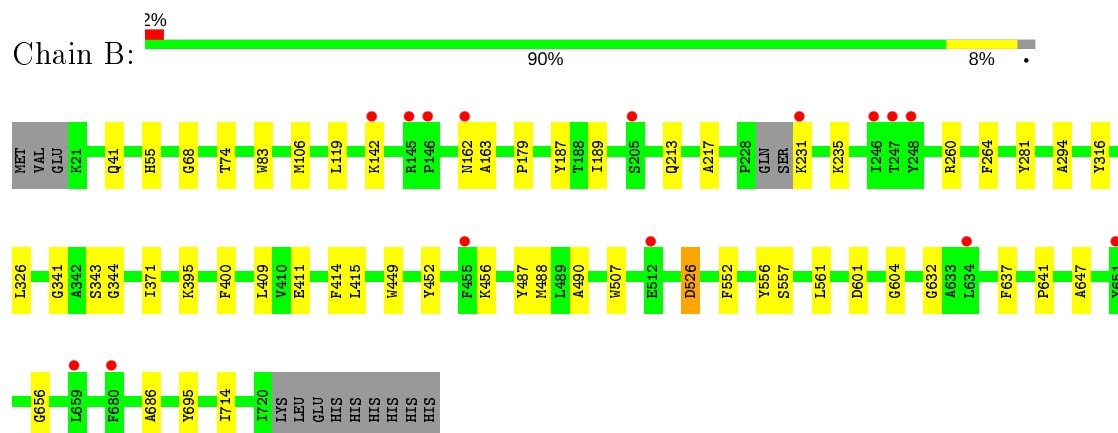 2%
Chain B:
90% 8% •
MET VAL GLU K21 Q41 H55 G68 T74 W83 M106 L119 K142 R145 P146 N162 A163 P179 Y187 T188 I189 S205 Q213 A217 P228 GLN SER K231 K235 I246 T247 Y248 R260 F264 Y281 A294 Y316
L326 G341 A342 S343 G344 I371 K395 F400 L409 V410 E411 F414 L415 W449 Y452 F455 K456 Y487 M488 L489 A490 W507 E512 D526 F552 Y556 S557 L561 D601 G604 G632 A633 L634 F637 P641 A647 Y651
G656 L659 F680 A686 Y695 I714 I720 LYS LEU GLU HIS HIS HIS HIS HIS HIS